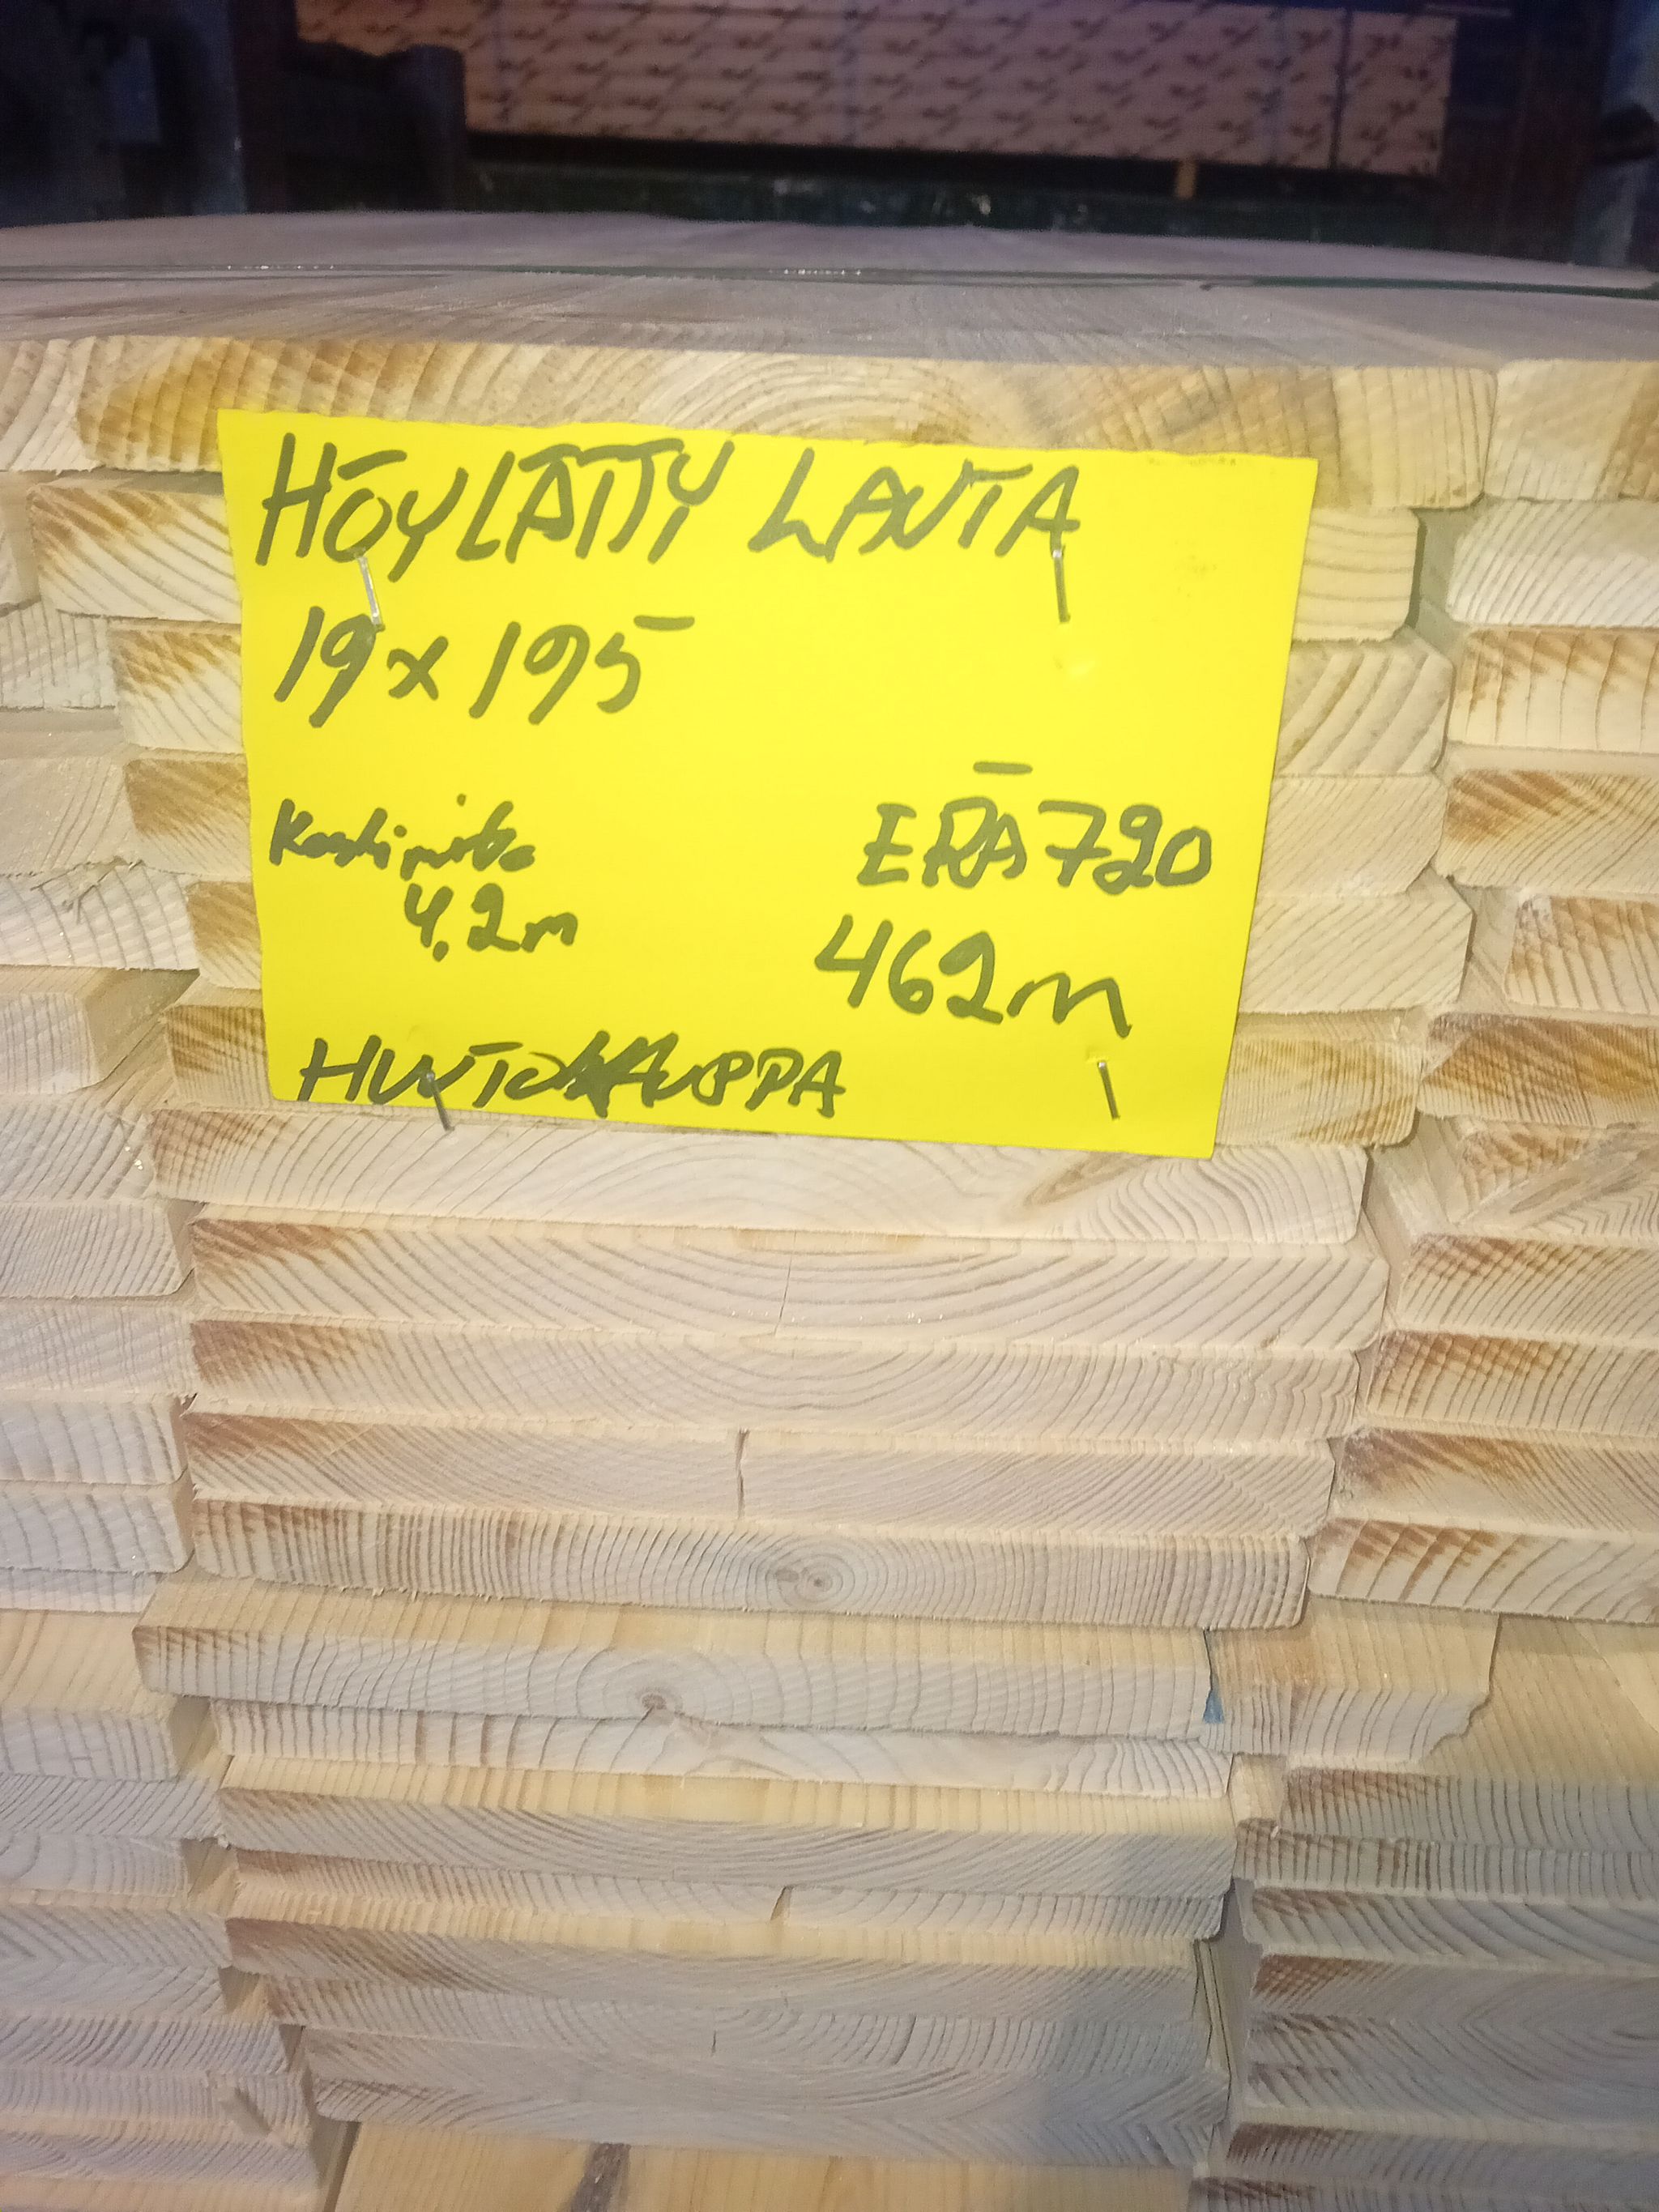 HÖYLÄTTY LAUTA
19x195
Keskimitta
4,2m
ERÄ 720
462m
HUUTOKAUPPA